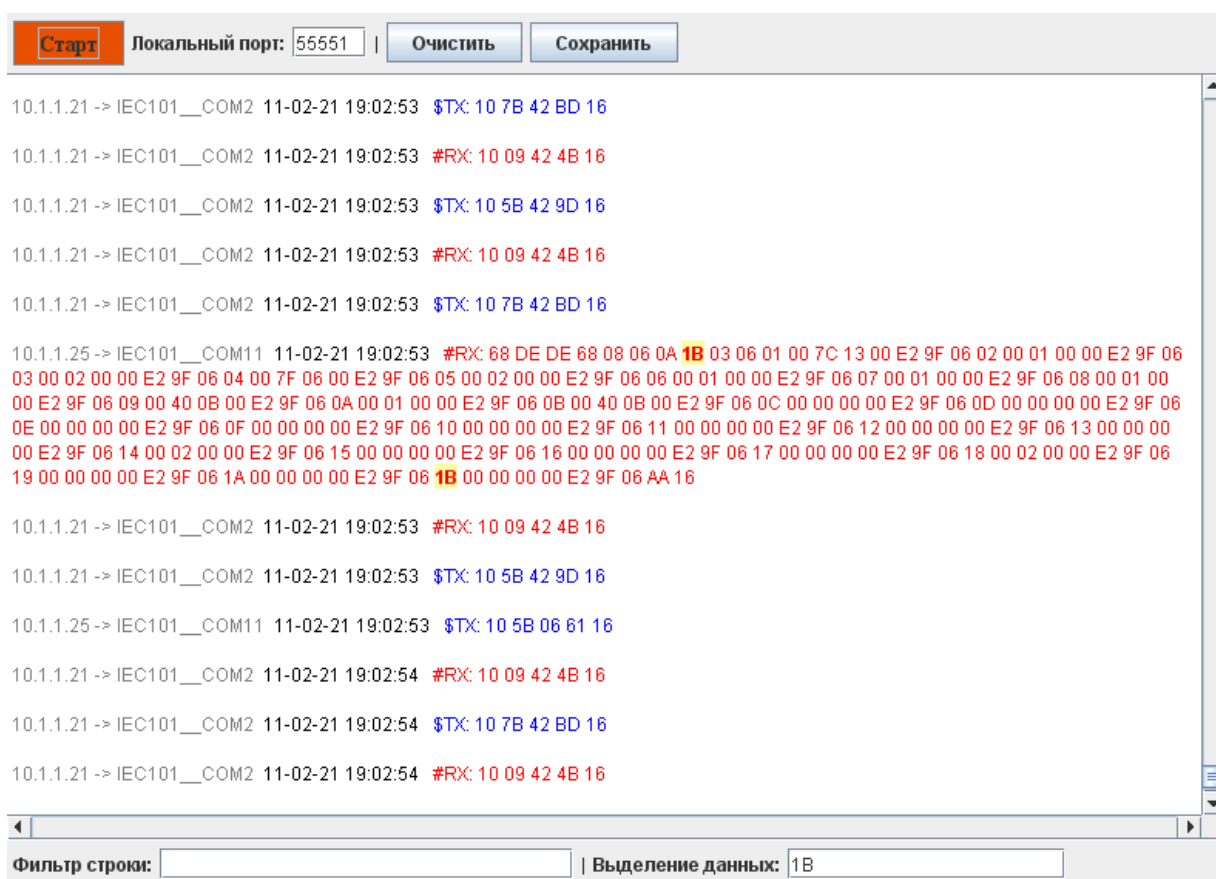 Старт Локальный порт: 55551 | Очистить Сохранить
10.1.1.21 -> IEC101__COM2 11-02-21 19:02:53 $TX: 10 7B 42 BD 16
10.1.1.21 -> IEC101__COM2 11-02-21 19:02:53 #RX: 10 09 42 4B 16
10.1.1.21 -> IEC101__COM2 11-02-21 19:02:53 $TX: 10 5B 42 9D 16
10.1.1.21 -> IEC101__COM2 11-02-21 19:02:53 #RX: 10 09 42 4B 16
10.1.1.21 -> IEC101__COM2 11-02-21 19:02:53 $TX: 10 7B 42 BD 16
10.1.1.25 -> IEC101__COM11 11-02-21 19:02:53 #RX: 68 DE DE 68 08 06 0A 1B 03 06 01 00 7C 13 00 E2 9F 06 02 00 01 00 00 E2 9F 06
03 00 02 00 00 E2 9F 06 04 00 7F 06 00 E2 9F 06 05 00 02 00 00 E2 9F 06 06 00 01 00 00 E2 9F 06 07 00 01 00 00 E2 9F 06 08 00 01 00
00 E2 9F 06 09 00 40 0B 00 E2 9F 06 0A 00 01 00 00 E2 9F 06 0B 00 40 0B 00 E2 9F 06 0C 00 00 00 00 E2 9F 06 0D 00 00 00 00 E2 9F 06
0E 00 00 00 00 E2 9F 06 0F 00 00 00 00 E2 9F 06 10 00 00 00 00 E2 9F 06 11 00 00 00 00 E2 9F 06 12 00 00 00 00 E2 9F 06 13 00 00 00
00 E2 9F 06 14 00 02 00 00 E2 9F 06 15 00 00 00 00 E2 9F 06 16 00 00 00 00 E2 9F 06 17 00 00 00 00 E2 9F 06 18 00 02 00 00 E2 9F 06
19 00 00 00 00 E2 9F 06 1A 00 00 00 00 E2 9F 06 1B 00 00 00 00 E2 9F 06 AA 16
10.1.1.21 -> IEC101__COM2 11-02-21 19:02:53 #RX: 10 09 42 4B 16
10.1.1.21 -> IEC101__COM2 11-02-21 19:02:53 $TX: 10 5B 42 9D 16
10.1.1.25 -> IEC101__COM11 11-02-21 19:02:53 $TX: 10 5B 06 61 16
10.1.1.21 -> IEC101__COM2 11-02-21 19:02:54 #RX: 10 09 42 4B 16
10.1.1.21 -> IEC101__COM2 11-02-21 19:02:54 $TX: 10 7B 42 BD 16
10.1.1.21 -> IEC101__COM2 11-02-21 19:02:54 #RX: 10 09 42 4B 16
Фильтр строки: | Выделение данных: 1B